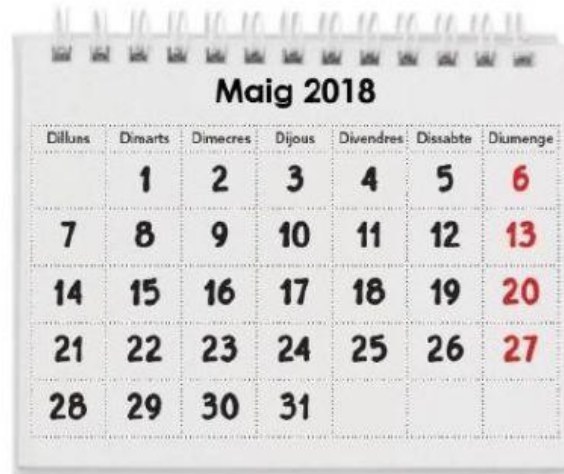 Maig 2018
Dilluns Dimarts Dimecres Dijous Divendres Dissabte Diumenge
1 2 3 4 5 6
7 8 9 10 11 12 13
14 15 16 17 18 19 20
21 22 23 24 25 26 27
28 29 30 31